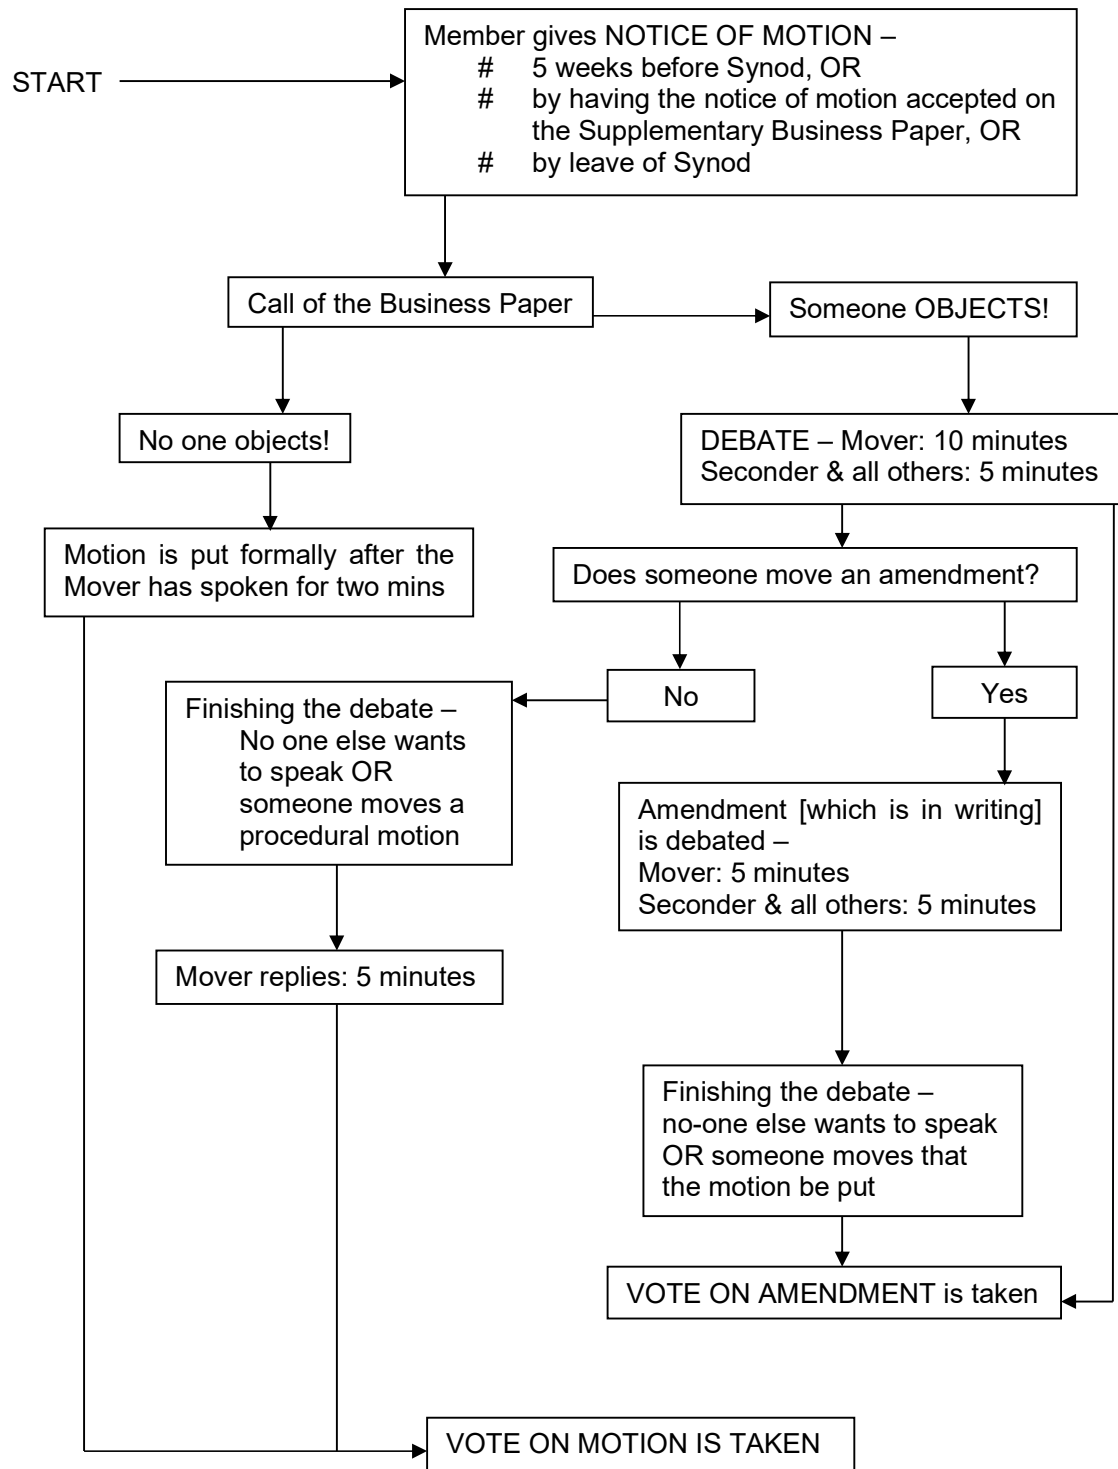 START
Member gives NOTICE OF MOTION –
# 5 weeks before Synod, OR
# by having the notice of motion accepted on
the Supplementary Business Paper, OR
# by leave of Synod
Call of the Business Paper
Someone OBJECTS!
No one objects!
DEBATE – Mover: 10 minutes
Seconder & all others: 5 minutes
Motion is put formally after the
Mover has spoken for two mins
Does someone move an amendment?
No
Yes
Finishing the debate –
No one else wants
to speak OR
someone moves a
procedural motion
Amendment [which is in writing]
is debated –
Mover: 5 minutes
Seconder & all others: 5 minutes
Mover replies: 5 minutes
Finishing the debate –
no-one else wants to speak
OR someone moves that
the motion be put
VOTE ON AMENDMENT is taken
VOTE ON MOTION IS TAKEN